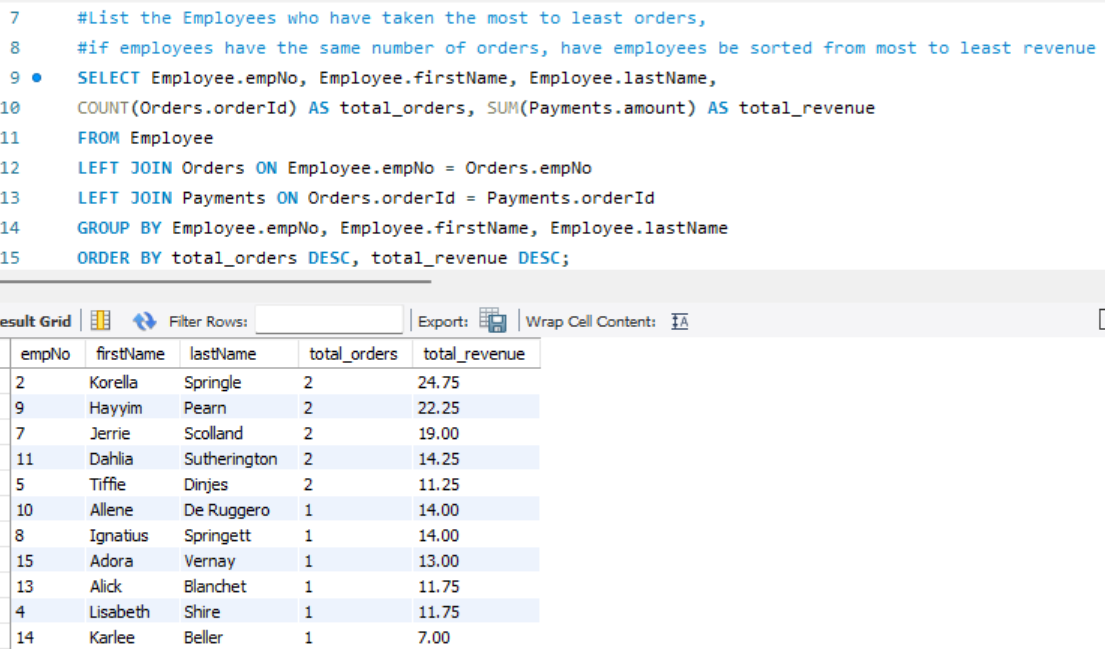 7 #List the Employees who have taken the most to least orders,
8 #if employees have the same number of orders, have employees be sorted from most to least revenue
9 SELECT Employee.empNo, Employee.firstName, Employee.lastName,
10 COUNT(Orders.orderId) AS total_orders, SUM(Payments.amount) AS total_revenue
11 FROM Employee
12 LEFT JOIN Orders ON Employee.empNo = Orders.empNo
13 LEFT JOIN Payments ON Orders.orderId = Payments.orderId
14 GROUP BY Employee.empNo, Employee.firstName, Employee.lastName
15 ORDER BY total_orders DESC, total_revenue DESC;
esult Grid Filter Rows: Export: Wrap Cell Content: IA
empNo firstName lastName total_orders total_revenue
2 Korella Springle 2 24.75
9 Hayyim Pearn 2 22.25
7 Jerrie Scolland 2 19.00
11 Dahlia Sutherington 2 14.25
5 Tiffie Dinjes 2 11.25
10 Allene De Ruggero 1 14.00
8 Ignatius Springett 1 14.00
15 Adora Vernay 1 13.00
13 Alick Blanchet 1 11.75
4 Lisabeth Shire 1 11.75
14 Karlee Beller 1 7.00